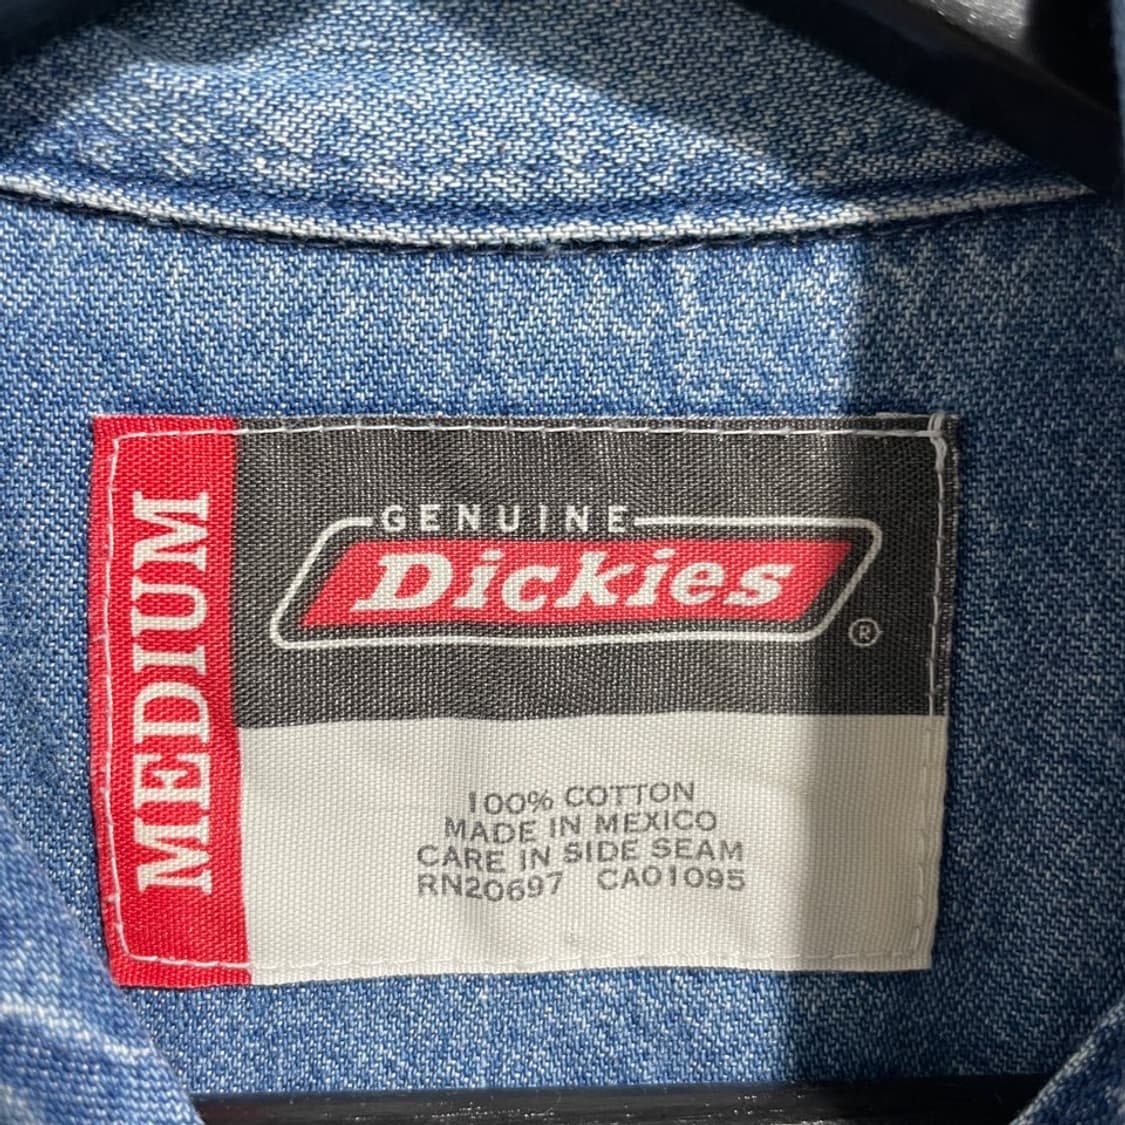 MEDIUM
GENUINE
Dickies
®
100% COTTON
MADE IN MEXICO
CARE IN SIDE SEAM
RN20697 CA01095